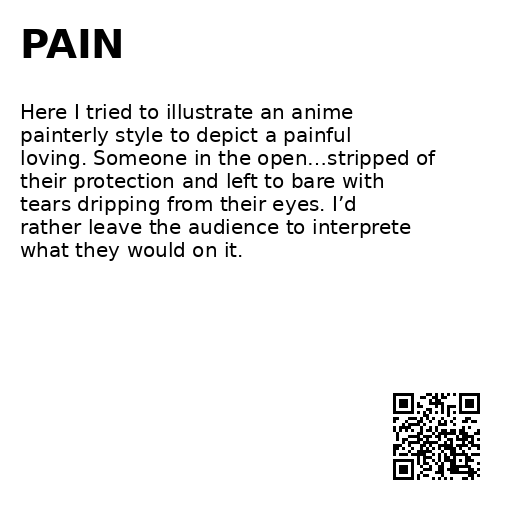 PAIN
Here I tried to illustrate an anime
painterly style to depict a painful
loving. Someone in the open...stripped of
their protection and left to bare with
tears dripping from their eyes. I’d
rather leave the audience to interprete
what they would on it.